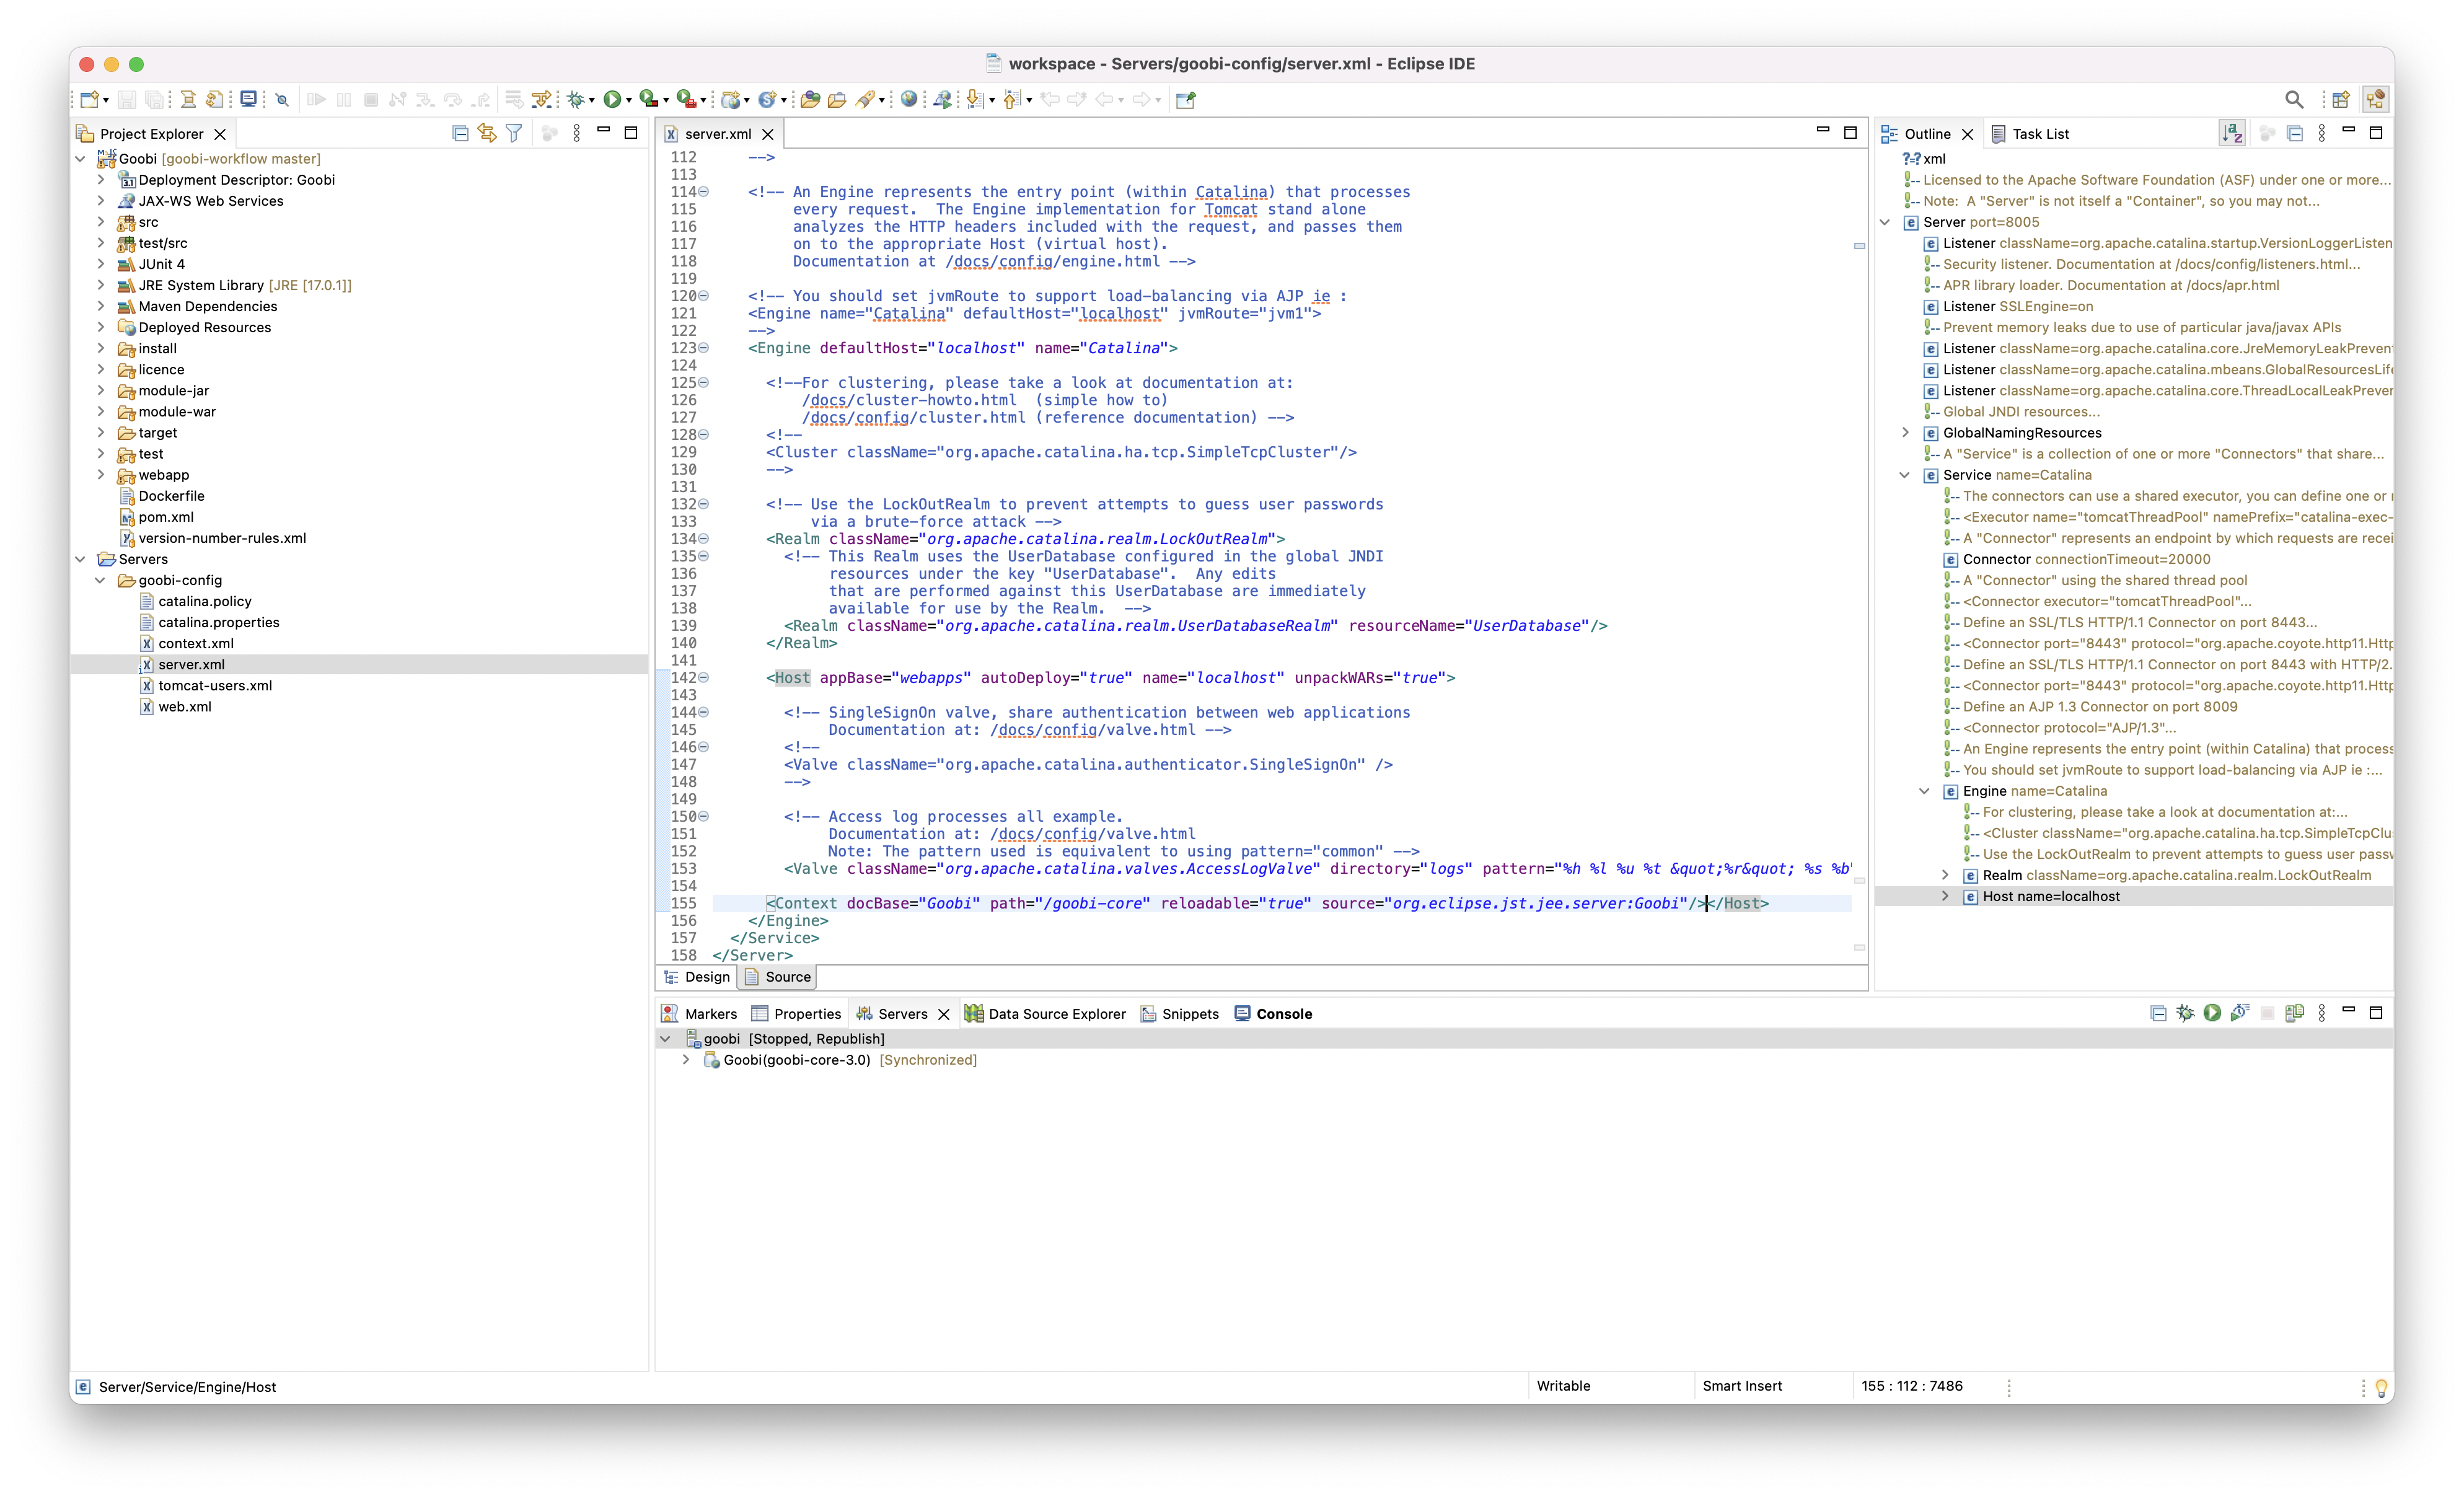 workspace - Servers/goobi-config/server.xml - Eclipse IDE
Project Explorer
Goobi [goobi-workflow master]
Deployment Descriptor: Goobi
JAX-WS Web Services
src
test/src
JUnit 4
JRE System Library [JRE [17.0.1]]
Maven Dependencies
Deployed Resources
install
licence
module-jar
module-war
target
test
webapp
Dockerfile
pom.xml
version-number-rules.xml
Servers
goobi-config
catalina.policy
catalina.properties
context.xml
server.xml
tomcat-users.xml
web.xml
server.xml
112 -->
113
114 <!-- An Engine represents the entry point (within Catalina) that processes
115 every request.  The Engine implementation for Tomcat stand alone
116 analyzes the HTTP headers included with the request, and passes them
117 on to the appropriate Host (virtual host).
118 Documentation at /docs/config/engine.html -->
119
120 <!-- You should set jvmRoute to support load-balancing via AJP ie :
121 <Engine name="Catalina" defaultHost="localhost" jvmRoute="jvm1">
122 -->
123 <Engine defaultHost="localhost" name="Catalina">
124
125 <!--For clustering, please take a look at documentation at:
126 /docs/cluster-howto.html  (simple how to)
127 /docs/config/cluster.html (reference documentation) -->
128 <!--
129 <Cluster className="org.apache.catalina.ha.tcp.SimpleTcpCluster"/>
130 -->
131
132 <!-- Use the LockOutRealm to prevent attempts to guess user passwords
133 via a brute-force attack -->
134 <Realm className="org.apache.catalina.realm.LockOutRealm">
135 <!-- This Realm uses the UserDatabase configured in the global JNDI
136 resources under the key "UserDatabase".  Any edits
137 that are performed against this UserDatabase are immediately
138 available for use by the Realm.  -->
139 <Realm className="org.apache.catalina.realm.UserDatabaseRealm" resourceName="UserDatabase"/>
140 </Realm>
141
142 <Host appBase="webapps" autoDeploy="true" name="localhost" unpackWARs="true">
143
144 <!-- SingleSignOn valve, share authentication between web applications
145 Documentation at: /docs/config/valve.html -->
146 <!--
147 <Valve className="org.apache.catalina.authenticator.SingleSignOn" />
148 -->
149
150 <!-- Access log processes all example.
151 Documentation at: /docs/config/valve.html
152 Note: The pattern used is equivalent to using pattern="common" -->
153 <Valve className="org.apache.catalina.valves.AccessLogValve" directory="logs" pattern="%h %l %u %t &quot;%r&quot; %s %b"
154
155 <Context docBase="Goobi" path="/goobi-core" reloadable="true" source="org.eclipse.jst.jee.server:Goobi"/></Host>
156 </Engine>
157 </Service>
158 </Server>
Design Source
Outline Task List
?=? xml
Licensed to the Apache Software Foundation (ASF) under one or more...
Note:  A "Server" is not itself a "Container", so you may not...
Server port=8005
Listener className=org.apache.catalina.startup.VersionLoggerListen
Security listener. Documentation at /docs/config/listeners.html...
APR library loader. Documentation at /docs/apr.html
Listener SSLEngine=on
Prevent memory leaks due to use of particular java/javax APIs
Listener className=org.apache.catalina.core.JreMemoryLeakPrevent
Listener className=org.apache.catalina.mbeans.GlobalResourcesLife
Listener className=org.apache.catalina.core.ThreadLocalLeakPrever
Global JNDI resources...
GlobalNamingResources
A "Service" is a collection of one or more "Connectors" that share...
Service name=Catalina
The connectors can use a shared executor, you can define one or
<Executor name="tomcatThreadPool" namePrefix="catalina-exec-
A "Connector" represents an endpoint by which requests are recei
Connector connectionTimeout=20000
A "Connector" using the shared thread pool
<Connector executor="tomcatThreadPool"...
Define an SSL/TLS HTTP/1.1 Connector on port 8443...
<Connector port="8443" protocol="org.apache.coyote.http11.Http
Define an SSL/TLS HTTP/1.1 Connector on port 8443 with HTTP/2.
<Connector port="8443" protocol="org.apache.coyote.http11.Http
Define an AJP 1.3 Connector on port 8009
<Connector protocol="AJP/1.3"...
An Engine represents the entry point (within Catalina) that process
You should set jvmRoute to support load-balancing via AJP ie :...
Engine name=Catalina
For clustering, please take a look at documentation at:...
<Cluster className="org.apache.catalina.ha.tcp.SimpleTcpClu
Use the LockOutRealm to prevent attempts to guess user passw
Realm className=org.apache.catalina.realm.LockOutRealm
Host name=localhost
Markers Properties Servers Data Source Explorer Snippets Console
goobi [Stopped, Republish]
Goobi(goobi-core-3.0) [Synchronized]
Server/Service/Engine/Host
Writable
Smart Insert
155 : 112 : 7486